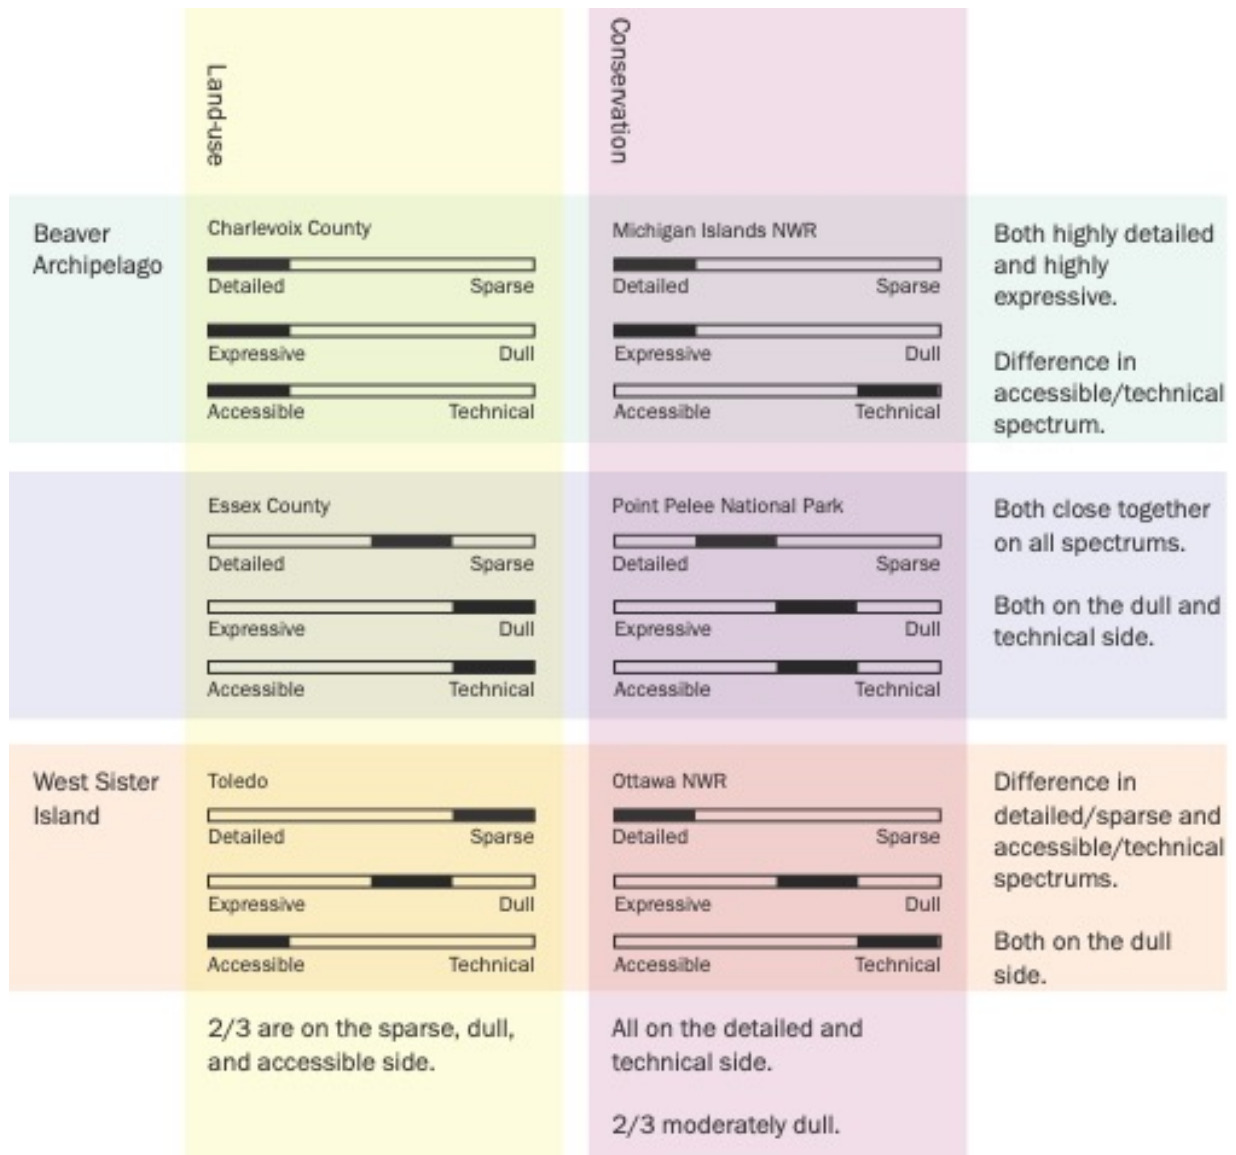 Land-use
Conservation
Beaver
Archipelago
Charlevoix County
Detailed Sparse
Expressive Dull
Accessible Technical
Michigan Islands NWR
Detailed Sparse
Expressive Dull
Accessible Technical
Both highly detailed
and highly
expressive.
Difference in
accessible/technical
spectrum.
Essex County
Detailed Sparse
Expressive Dull
Accessible Technical
Point Pelee National Park
Detailed Sparse
Expressive Dull
Accessible Technical
Both close together
on all spectrums.
Both on the dull and
technical side.
West Sister
Island
Toledo
Detailed Sparse
Expressive Dull
Accessible Technical
Ottawa NWR
Detailed Sparse
Expressive Dull
Accessible Technical
Difference in
detailed/sparse and
accessible/technical
spectrums.
Both on the dull
side.
2/3 are on the sparse, dull,
and accessible side.
All on the detailed and
technical side.
2/3 moderately dull.